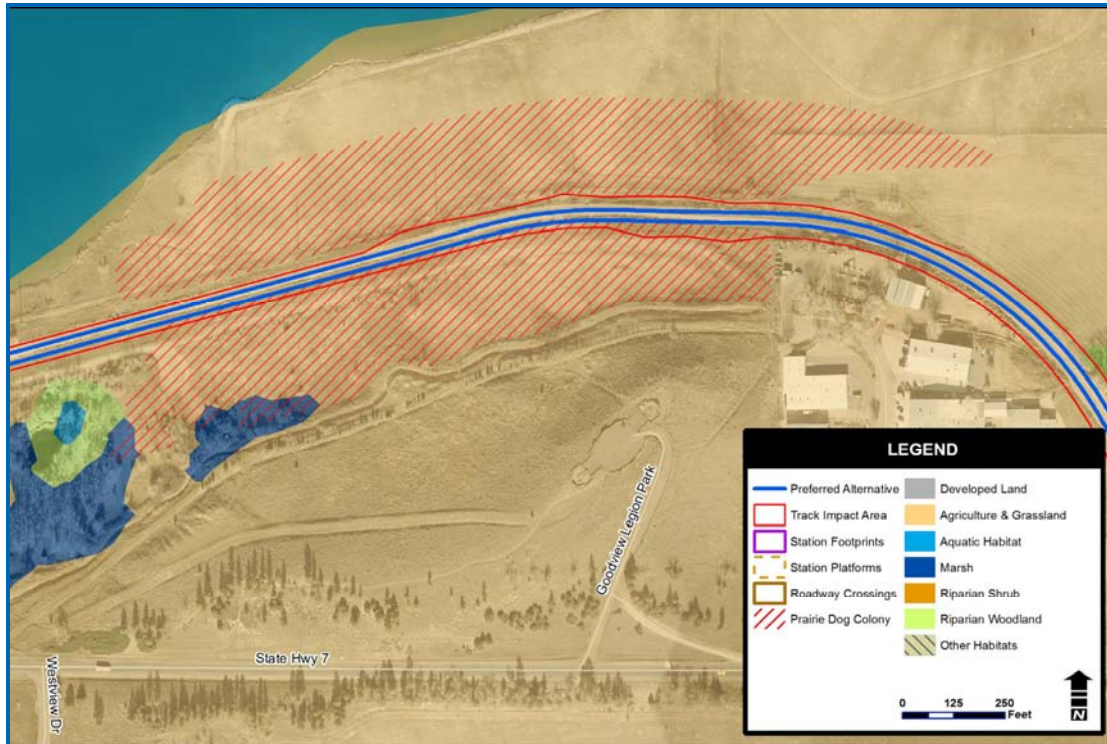 Goodview Legion Park
State Hwy 7
Westview Dr
LEGEND
Preferred Alternative
Track Impact Area
Station Footprints
Station Platforms
Roadway Crossings
Prairie Dog Colony
Developed Land
Agriculture & Grassland
Aquatic Habitat
Marsh
Riparian Shrub
Riparian Woodland
Other Habitats
0 125 250
Feet
N